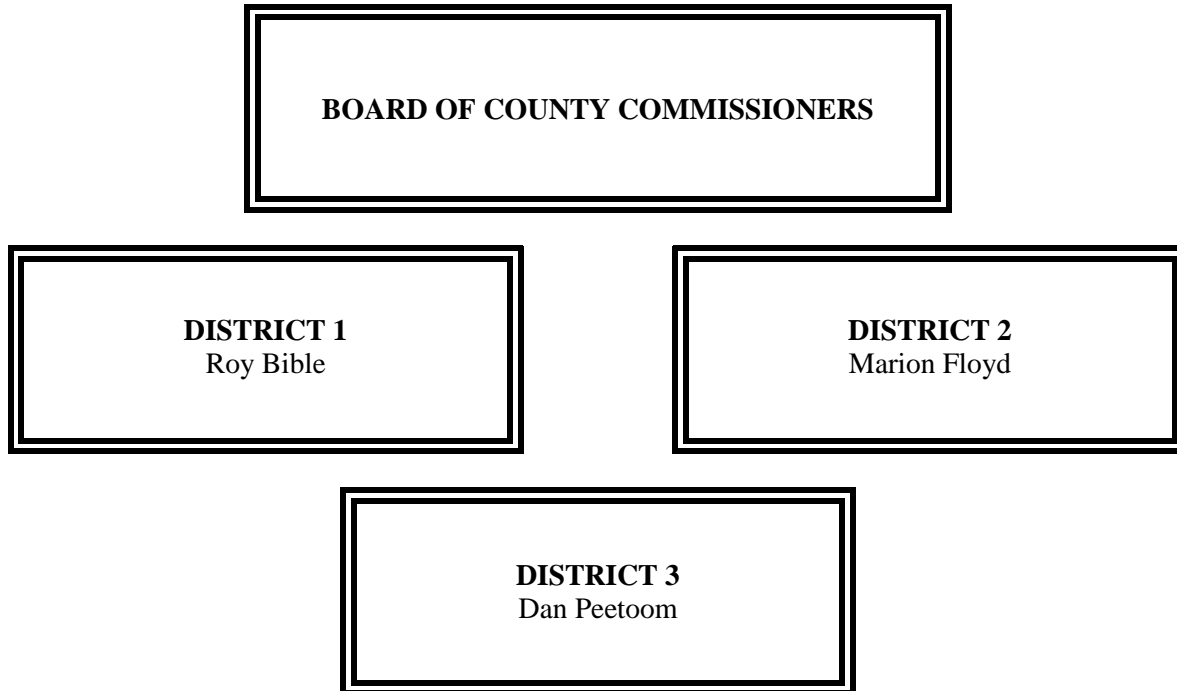 BOARD OF COUNTY COMMISSIONERS
DISTRICT 1
Roy Bible
DISTRICT 2
Marion Floyd
DISTRICT 3
Dan Peetoom